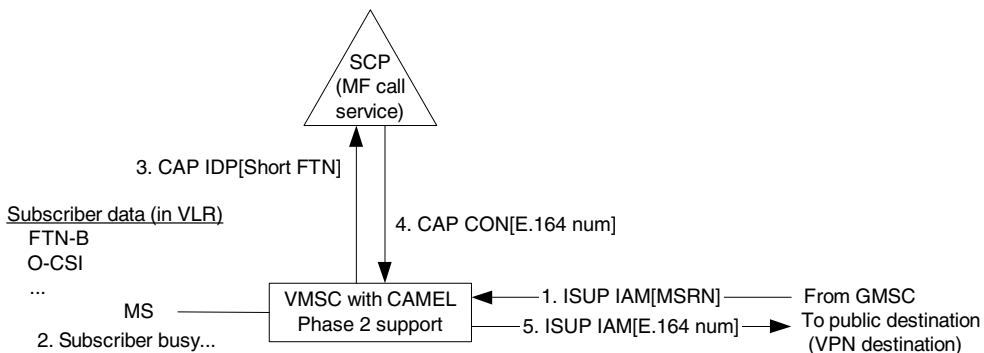 SCP
(MF call
service)
3. CAP IDP[Short FTN]
4. CAP CON[E.164 num]
Subscriber data (in VLR)
FTN-B
O-CSI
...
MS
2. Subscriber busy...
VMSC with CAMEL
Phase 2 support
1. ISUP IAM[MSRN]
From GMSC
5. ISUP IAM[E.164 num]
To public destination
(VPN destination)